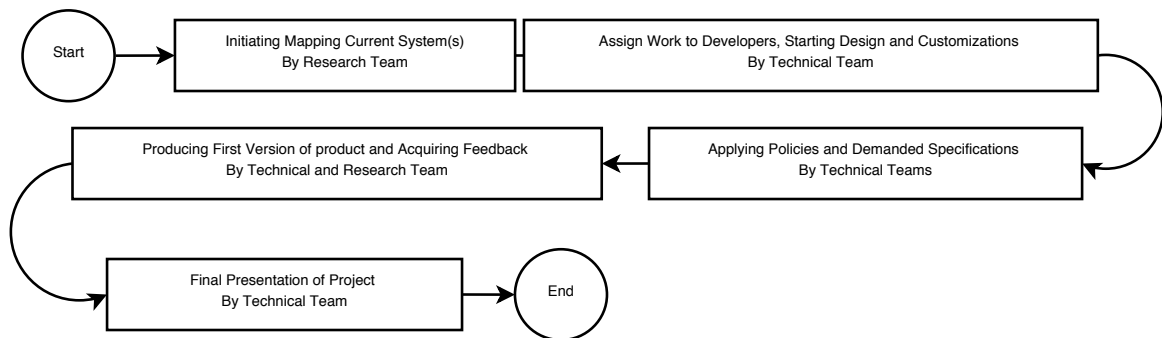 Start
Initiating Mapping Current System(s)
By Research Team
Assign Work to Developers, Starting Design and Customizations
By Technical Team
Applying Policies and Demanded Specifications
By Technical Teams
Producing First Version of product and Acquiring Feedback
By Technical and Research Team
Final Presentation of Project
By Technical Team
End